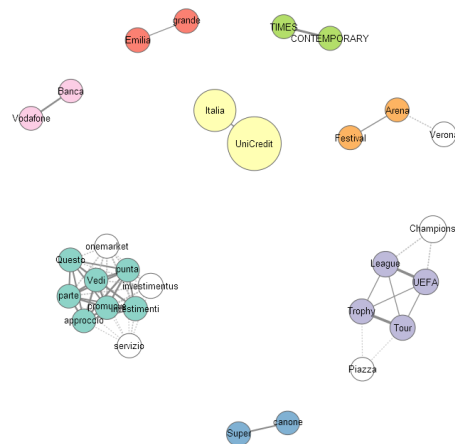 grande
Emilia
TIMES
CONTEMPORARY
Banca
Vodafone
Italia
UniCredit
Arena
Festival
Verona
onemarket
Questo
punta
Vedi
investimentus
parte
investimenti
approccio
servizio
Champions
League
UEFA
Trophy
Tour
Piazza
canone
Super